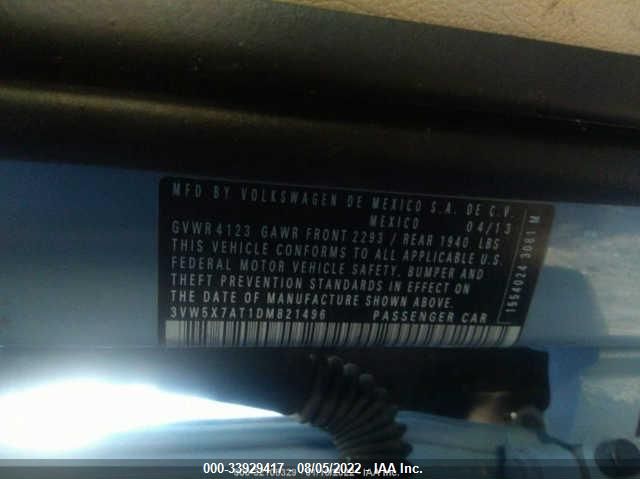 MFD BY VOLKSWAGEN DE MEXICO S.A. DE C.V.
MEXICO 04/13
GVWR 4123 GAWR FRONT 2293 / REAR 1940 LBS
THIS VEHICLE CONFORMS TO ALL APPLICABLE U.S.
FEDERAL MOTOR VEHICLE SAFETY, BUMPER AND
THEFT PREVENTION STANDARDS IN EFFECT ON
THE DATE OF MANUFACTURE SHOWN ABOVE.
3VW5X7AT1DM821496 PASSENGER CAR
1554024 3081 M
000-33929417 - 08/05/2022 - IAA Inc.